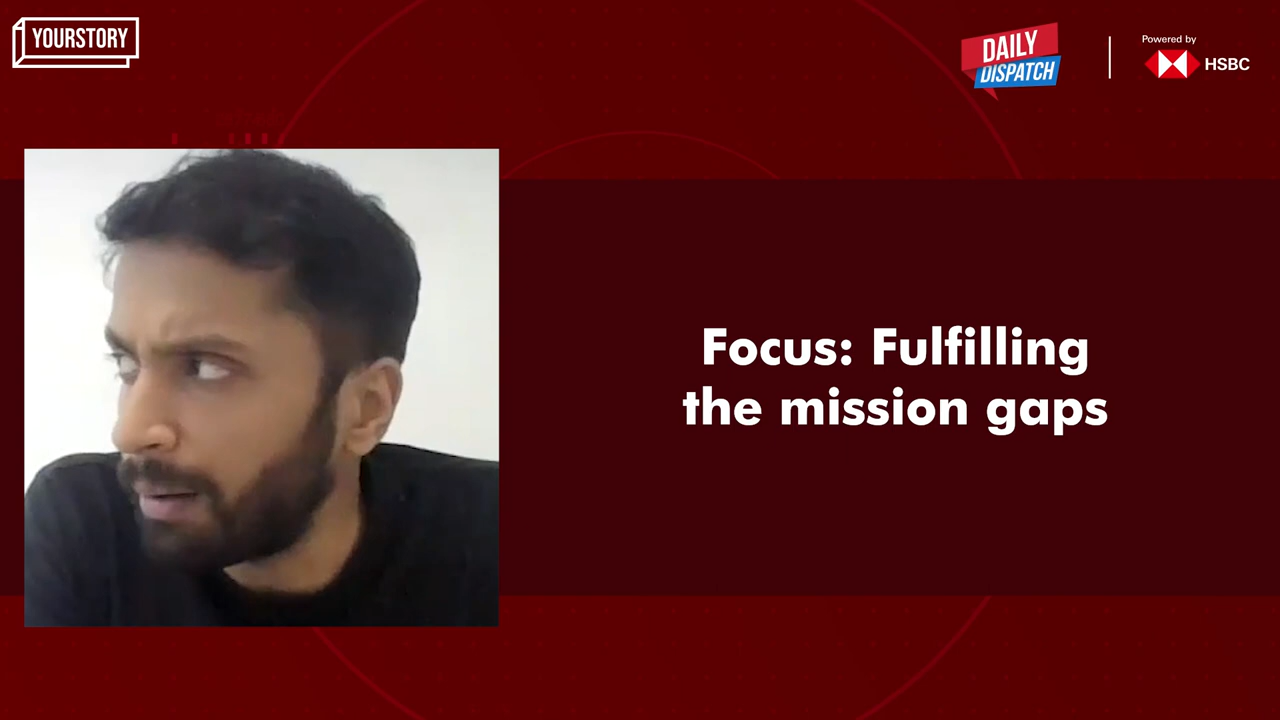 YOURSTORY
DAILY
DISPATCH
Powered by
HSBC
Focus: Fulfilling
the mission gaps